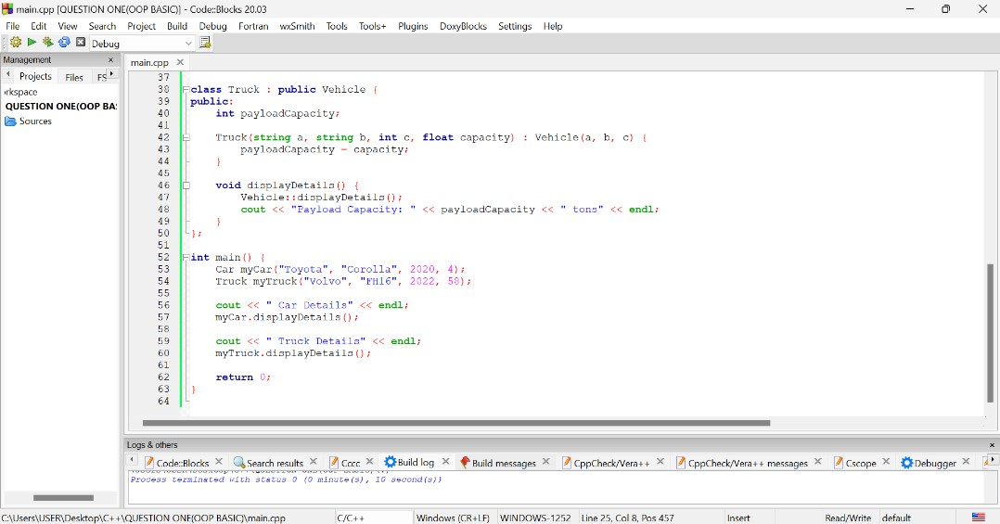 main.cpp [QUESTION ONE(OOP BASIC)] - Code::Blocks 20.03
File Edit View Search Project Build Debug Fortran wxSmith Tools Tools+ Plugins DoxyBlocks Settings Help
Debug
Management
main.cpp
Projects Files FS
rkspace
QUESTION ONE(OOP BA:
Sources
37
38 class Truck : public Vehicle {
39 public:
40 int payloadCapacity;
41
42 Truck(string a, string b, int c, float capacity) : Vehicle(a, b, c) {
43 payloadCapacity = capacity;
44 }
45
46 void displayDetails() {
47 Vehicle::displayDetails();
48 cout << "Payload Capacity: " << payloadCapacity << " tons" << endl;
49 }
50 };
51
52 int main() {
53 Car myCar("Toyota", "Corolla", 2020, 4);
54 Truck myTruck("Volvo", "FH16", 2022, 58);
55
56 cout << " Car Details" << endl;
57 myCar.displayDetails();
58
59 cout << " Truck Details" << endl;
60 myTruck.displayDetails();
61
62 return 0;
63 }
64
Logs & others
Code::Blocks Search results Cccc Build log Build messages CppCheck/Vera++ CppCheck/Vera++ messages Cscope Debugger
Process terminated with status 0 (0 minute(s), 10 second(s))
C:\Users\USER\Desktop\C++\QUESTION ONE(OOP BASIC)\main.cpp C/C++ Windows (CR+LF) WINDOWS-1252 Line 25, Col 8, Pos 457 Insert Read/Write default